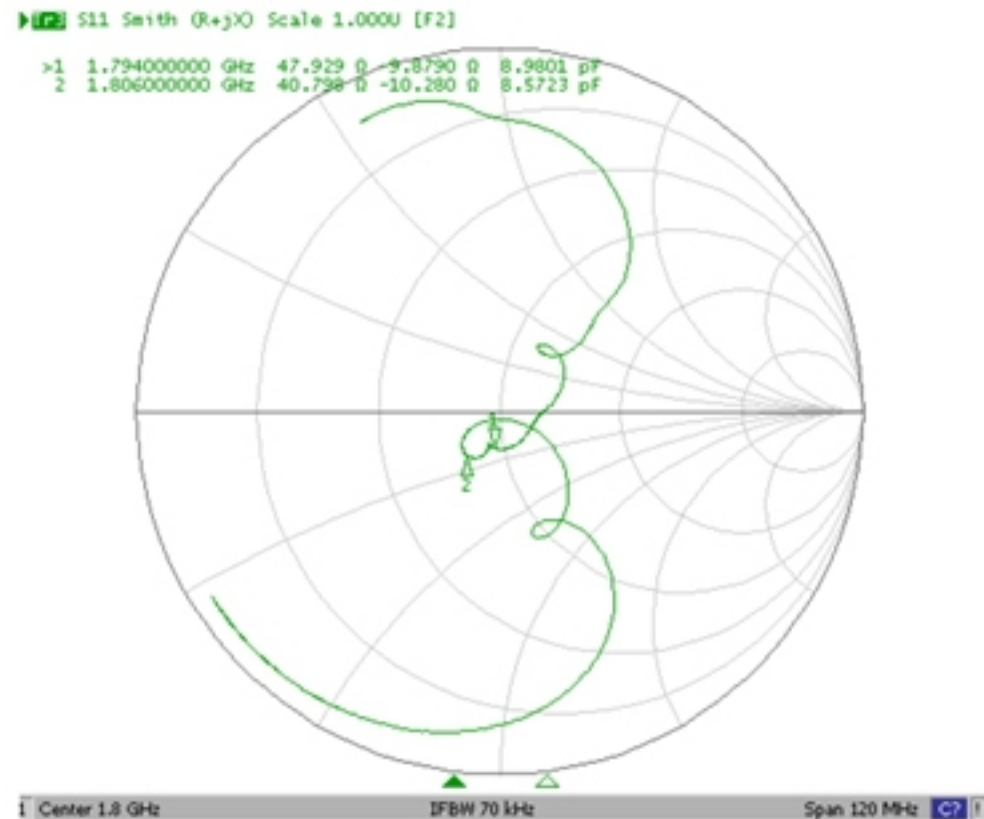 Tr1 S11 Smith (R+jX) Scale 1.000U [F2]
>1 1.794000000 GHz 47.929 Ω -9.8790 Ω 8.9801 pF
2 1.806000000 GHz 40.798 Ω -10.280 Ω 8.5723 pF
1
2
1 Center 1.8 GHz IFBW 70 kHz Span 120 MHz C? !